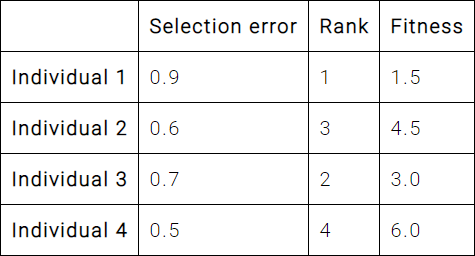 Selection error Rank Fitness
Individual 1 0.9 1 1.5
Individual 2 0.6 3 4.5
Individual 3 0.7 2 3.0
Individual 4 0.5 4 6.0